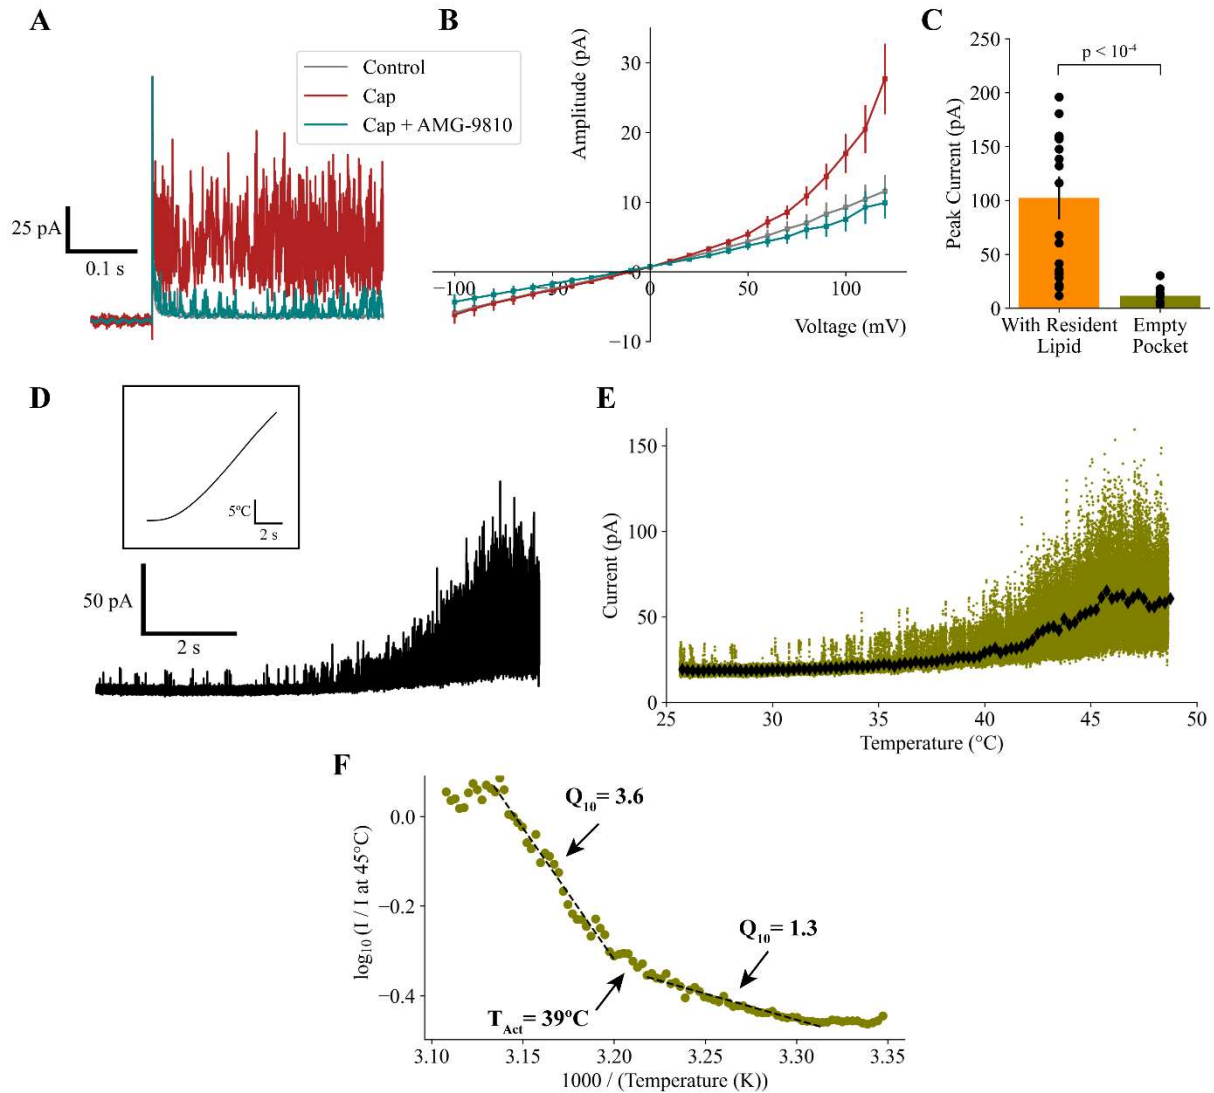 A
Control
Cap
Cap + AMG-9810
25 pA
0.1 s
B
Amplitude (pA)
30
20
10
0
−10
−100
−50
0
50
100
Voltage (mV)
C
Peak Current (pA)
250
200
150
100
50
0
p < 10-4
With Resident
Lipid
Empty
Pocket
D
5ºC
2 s
50 pA
2 s
E
Current (pA)
150
100
50
0
25
30
35
40
45
50
Temperature (°C)
F
log10 (I / I at 45°C)
0.0
−0.2
−0.4
Q10= 3.6
Q10= 1.3
TAct= 39ºC
3.10
3.15
3.20
3.25
3.30
3.35
1000 / (Temperature (K))